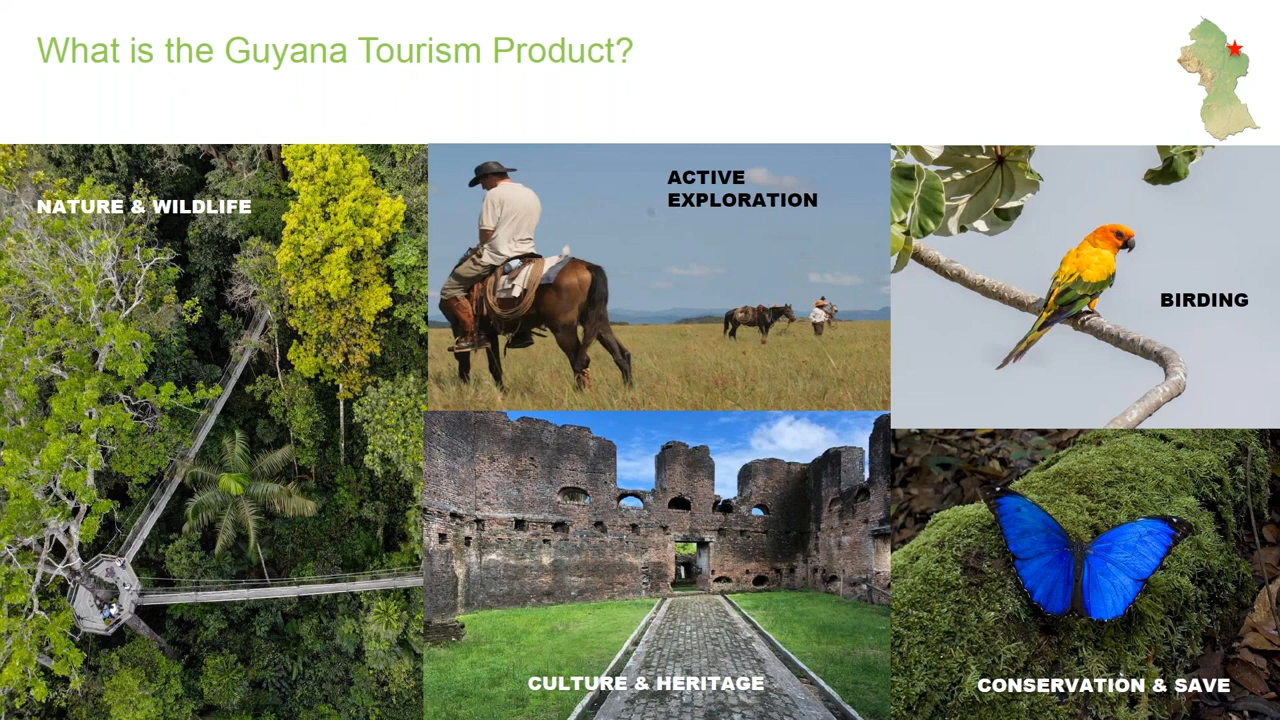 What is the Guyana Tourism Product?
NATURE & WILDLIFE
ACTIVE
EXPLORATION
BIRDING
CULTURE & HERITAGE
CONSERVATION & SAVE